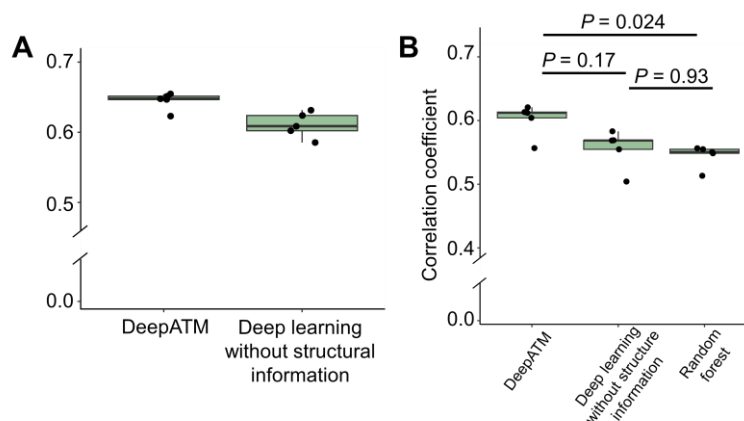 A
0.7
0.6
0.5
0.0
DeepATM
Deep learning
without structural
information
B
P = 0.024
P = 0.17
P = 0.93
Correlation coefficient
0.7
0.6
0.5
0.4
0.0
DeepATM
Deep learning
without structure
information
Random
forest